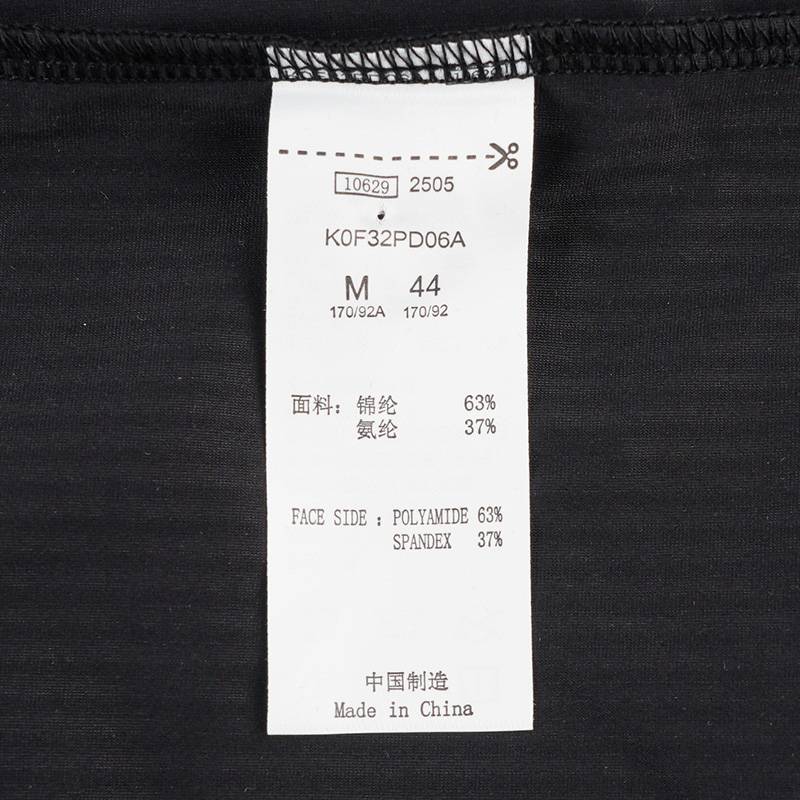 10629 2505
K0F32PD06A
M 44
170/92A 170/92
面料: 锦纶 63%
氨纶 37%
FACE SIDE : POLYAMIDE 63%
SPANDEX 37%
中国制造
Made in China